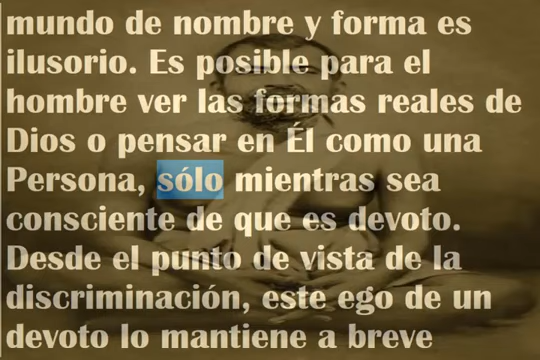 mundo de nombre y forma es
ilusorio. Es posible para el
hombre ver las formas reales de
Dios o pensar en Él como una
Persona, sólo mientras sea
consciente de que es devoto.
Desde el punto de vista de la
discriminación, este ego de un
devoto lo mantiene a breve